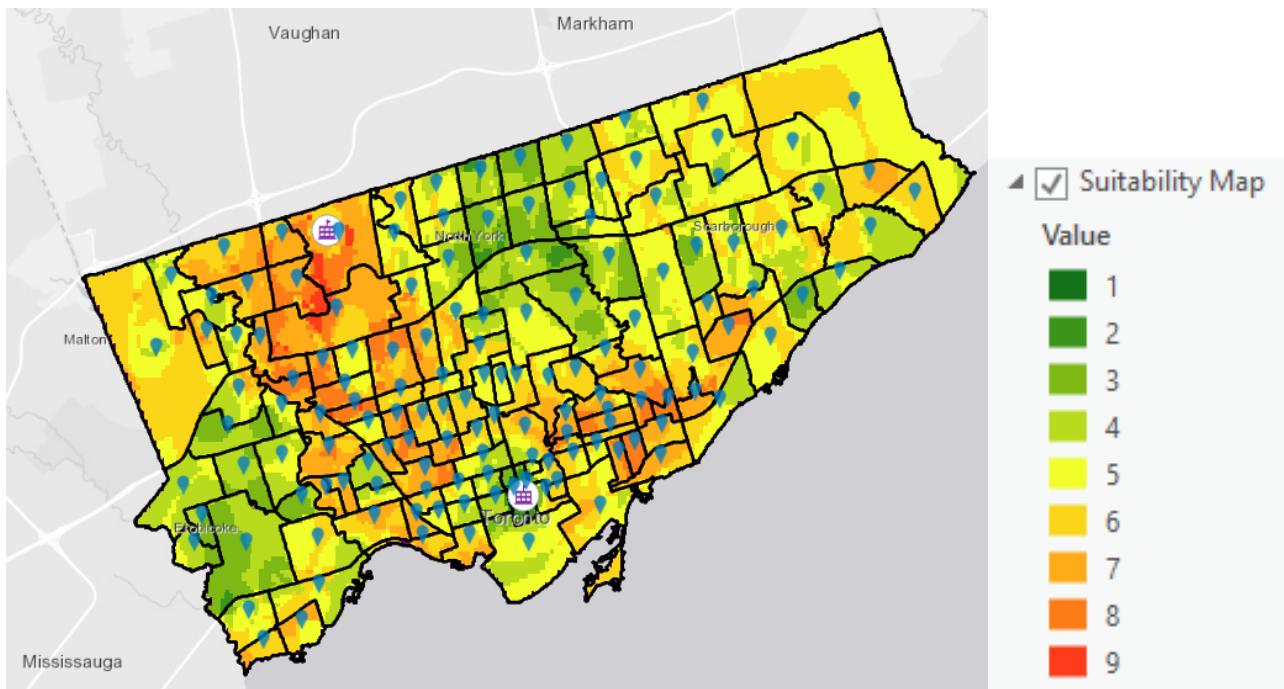 Vaughan
Markham
North York
Scarborough
Malton
Etobicoke
Toronto
Mississauga
Suitability Map
Value
1
2
3
4
5
6
7
8
9